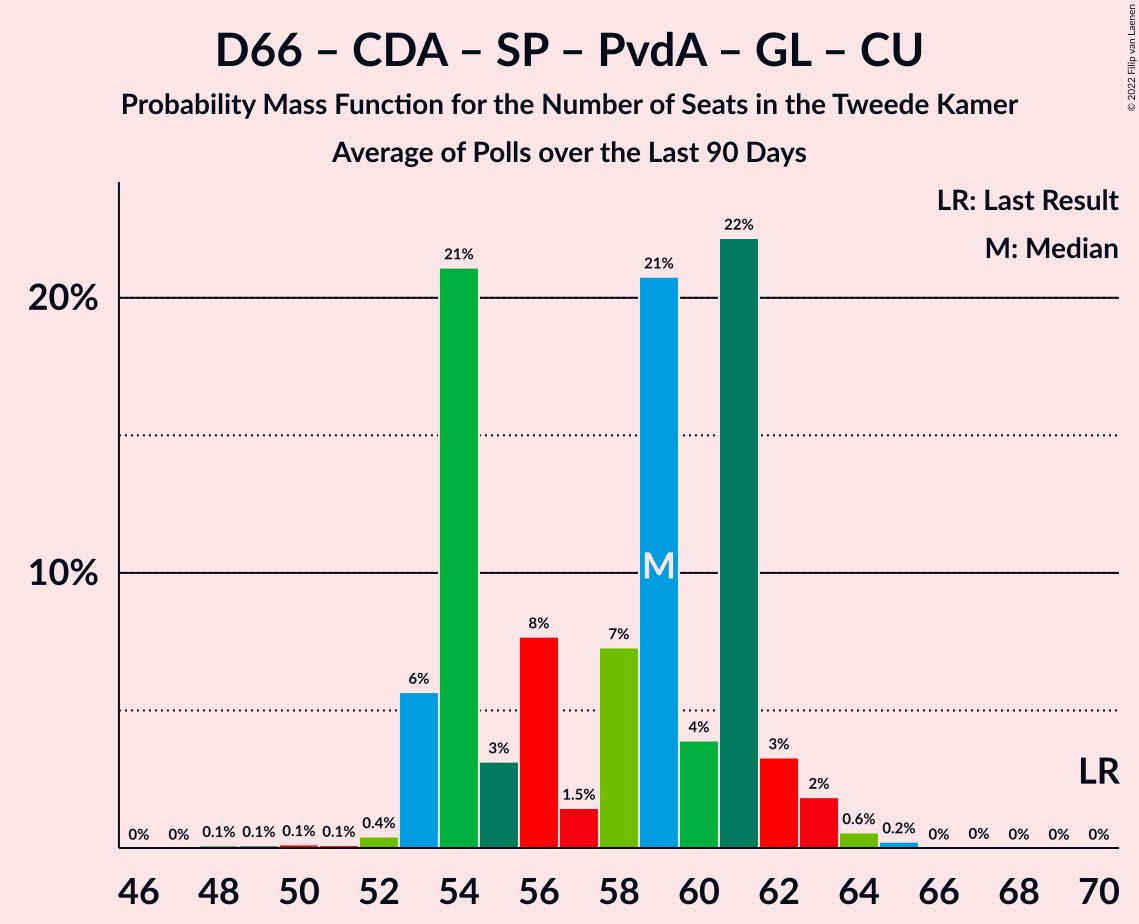 D66 – CDA – SP – PvdA – GL – CU
Probability Mass Function for the Number of Seats in the Tweede Kamer
Average of Polls over the Last 90 Days
© 2022 Filip van Laenen
LR: Last Result
M: Median
20%
10%
0% 0% 0.1% 0.1% 0.1% 0.1% 0.4% 6% 21% 3% 8% 1.5% 7% 21% 4% 22% 3% 2% 0.6% 0.2% 0% 0% 0% 0% 0%
M
LR
46 48 50 52 54 56 58 60 62 64 66 68 70